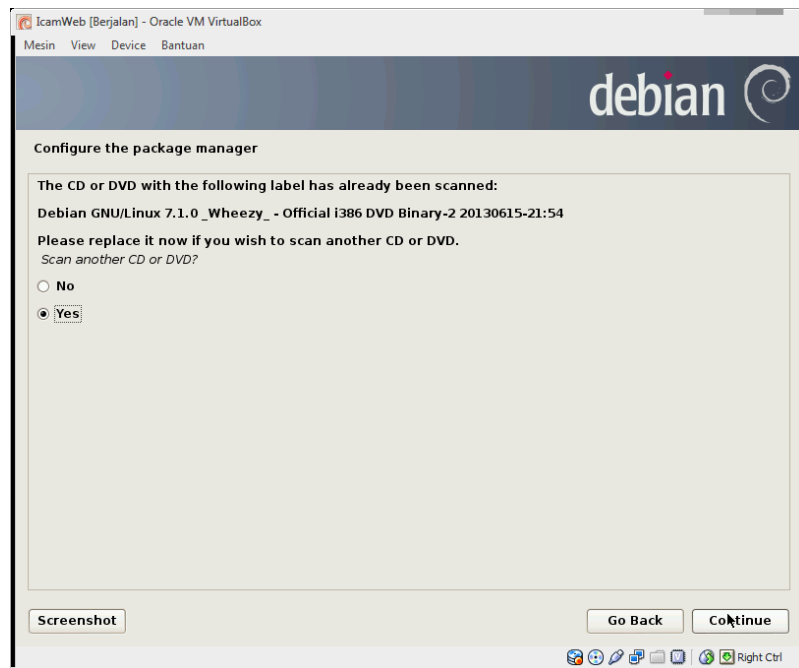 IcamWeb [Berjalan] - Oracle VM VirtualBox
Mesin View Device Bantuan
debian
Configure the package manager
The CD or DVD with the following label has already been scanned:
Debian GNU/Linux 7.1.0 _Wheezy_ - Official i386 DVD Binary-2 20130615-21:54
Please replace it now if you wish to scan another CD or DVD.
Scan another CD or DVD?
No
Yes
Screenshot Go Back Continue
Right Ctrl